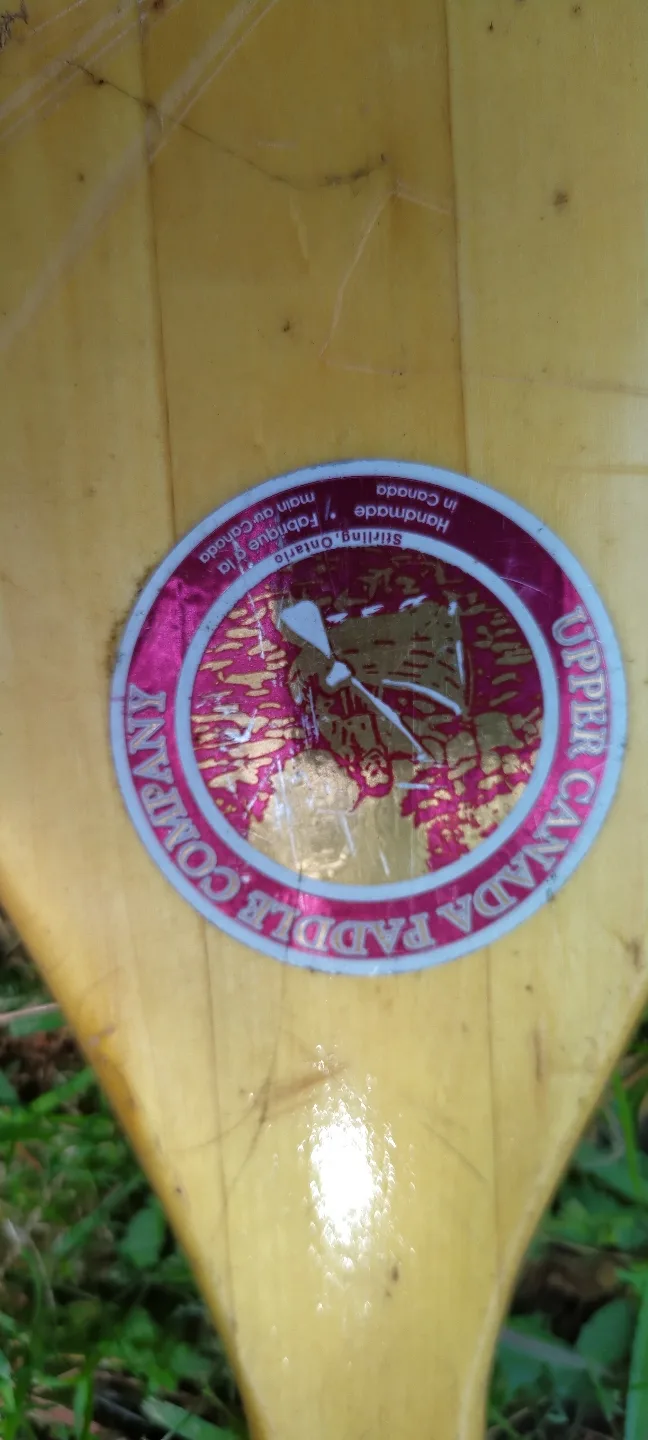 UPPER CANADA PADDLE COMPANY
Stirling, Ontario
Handmade
in Canada
Fabriqué à la
main au Canada